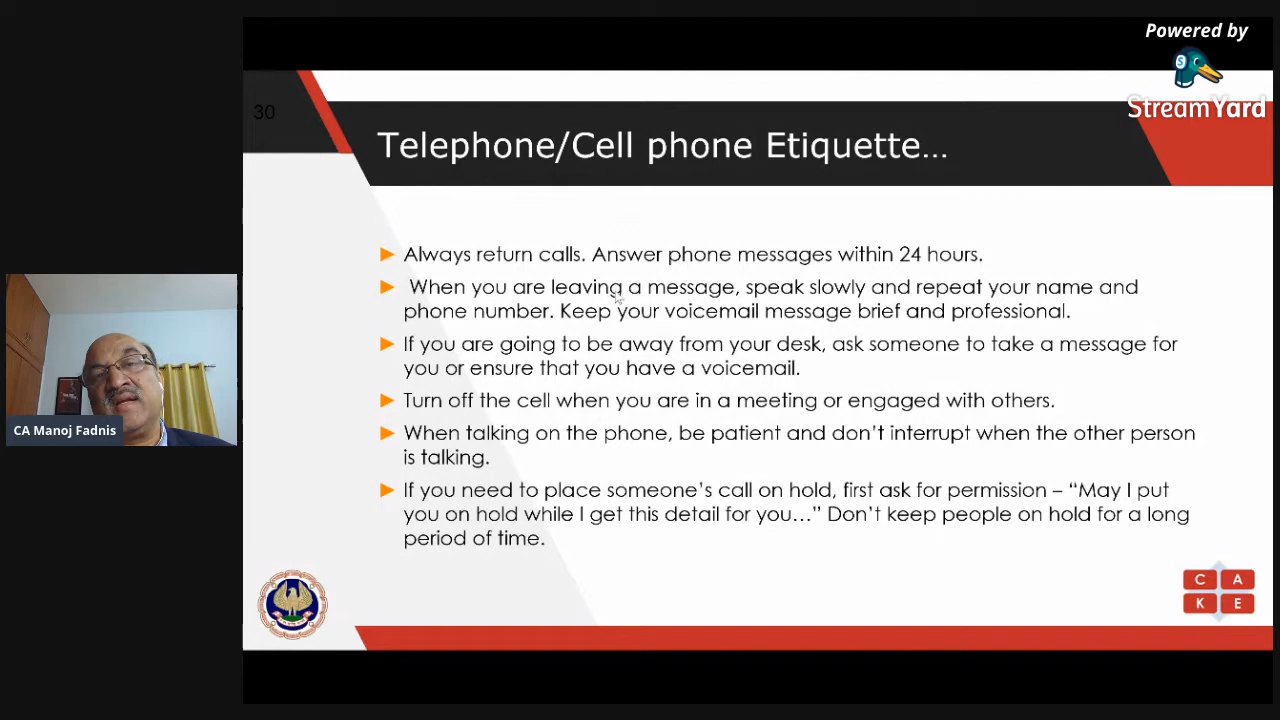 Powered by
StreamYard
30
Telephone/Cell phone Etiquette…
Always return calls. Answer phone messages within 24 hours.
When you are leaving a message, speak slowly and repeat your name and
phone number. Keep your voicemail message brief and professional.
If you are going to be away from your desk, ask someone to take a message for
you or ensure that you have a voicemail.
Turn off the cell when you are in a meeting or engaged with others.
When talking on the phone, be patient and don’t interrupt when the other person
is talking.
If you need to place someone’s call on hold, first ask for permission – “May I put
you on hold while I get this detail for you…” Don’t keep people on hold for a long
period of time.
CA Manoj Fadnis
C A
K E